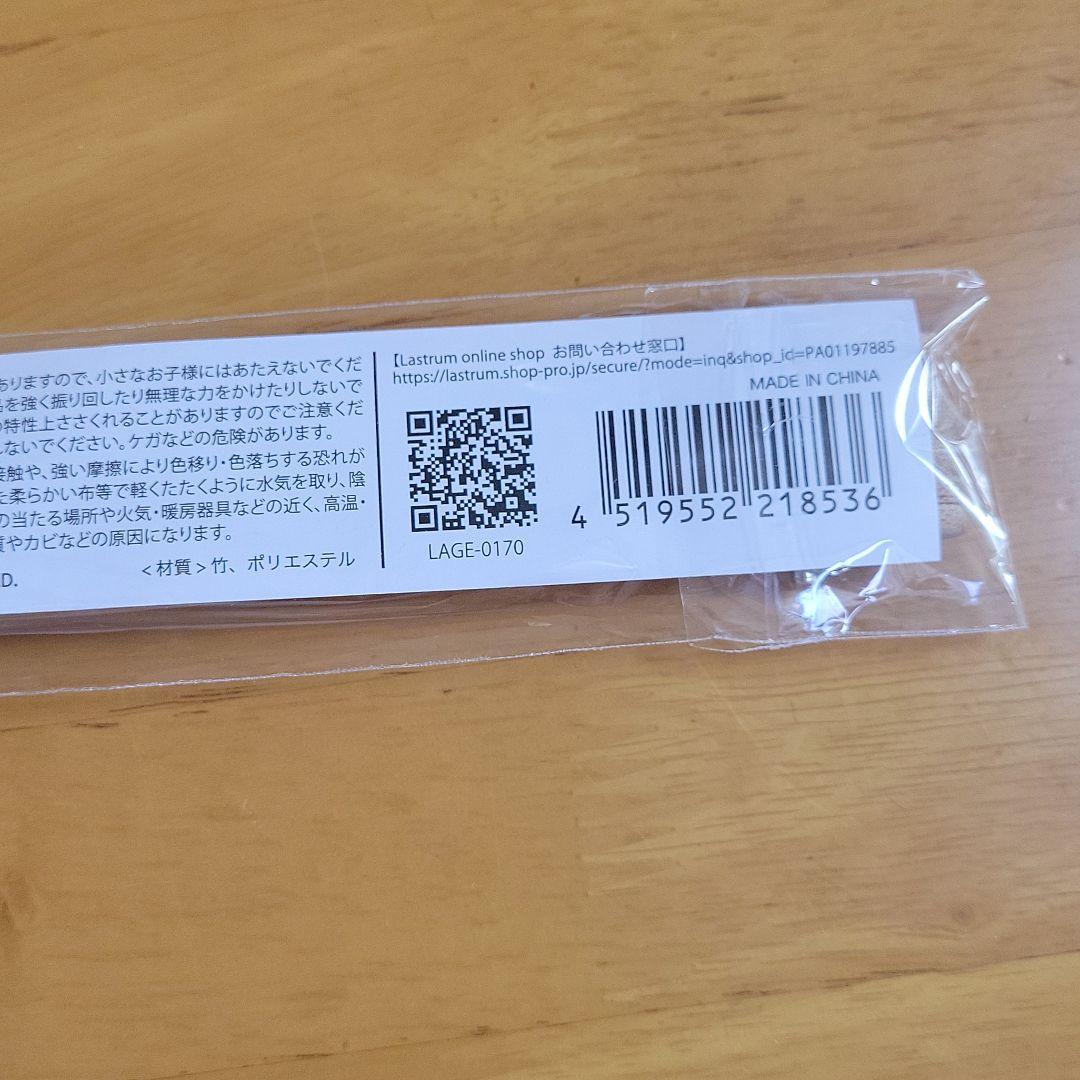 ありますので、小さなお子様にはあたえないでくだ
を強く振り回したり無理な力をかけたりしないで
特性上ささくれることがありますのでご注意くだ
しないでください。ケガなどの危険があります。
接触や、強い摩擦により色移り・色落ちする恐れが
た柔らかい布等で軽くたたくように水気を取り、陰
の当たる場所や火気・暖房器具などの近く、高温・
質やカビなどの原因になります。
<材質>竹、ポリエステル
D.
【Lastrum online shop お問い合わせ窓口】
https://lastrum.shop-pro.jp/secure/?mode=inq&shop_id=PA01197885
MADE IN CHINA
LAGE-0170
4 519552 218536